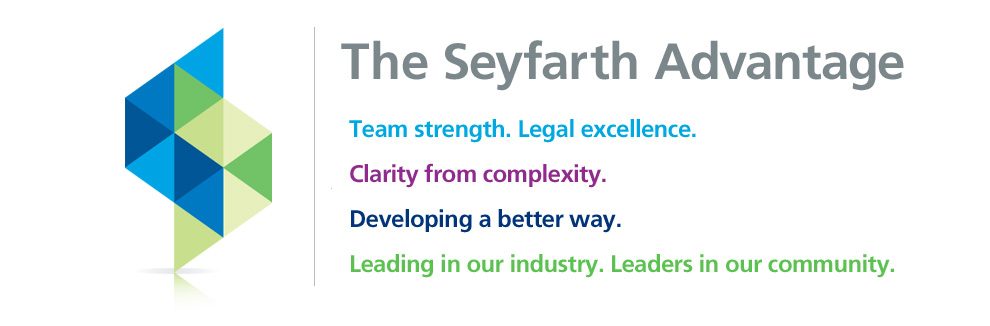 The Seyfarth Advantage
Team strength. Legal excellence.
Clarity from complexity.
Developing a better way.
Leading in our industry. Leaders in our community.